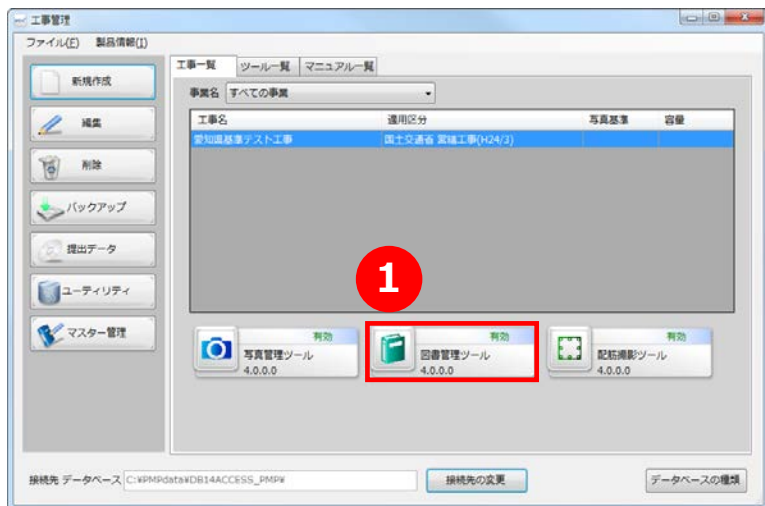 工事管理
ファイル(F) 製品情報(I)
新規作成
編集
削除
バックアップ
提出データ
ユーティリティ
マスター管理
工事一覧 ツール一覧 マニュアル一覧
事業名 すべての事業
工事名 適用区分 写真基準 容量
愛知県基準テスト工事 国土交通省 営繕工事(H24/3)
1
有効
写真管理ツール
4.0.0.0
有効
図書管理ツール
4.0.0.0
有効
配筋撮影ツール
4.0.0.0
接続先 データベース C:¥PMPdata¥DB14ACCESS_PMP¥ 接続先の変更 データベースの種類